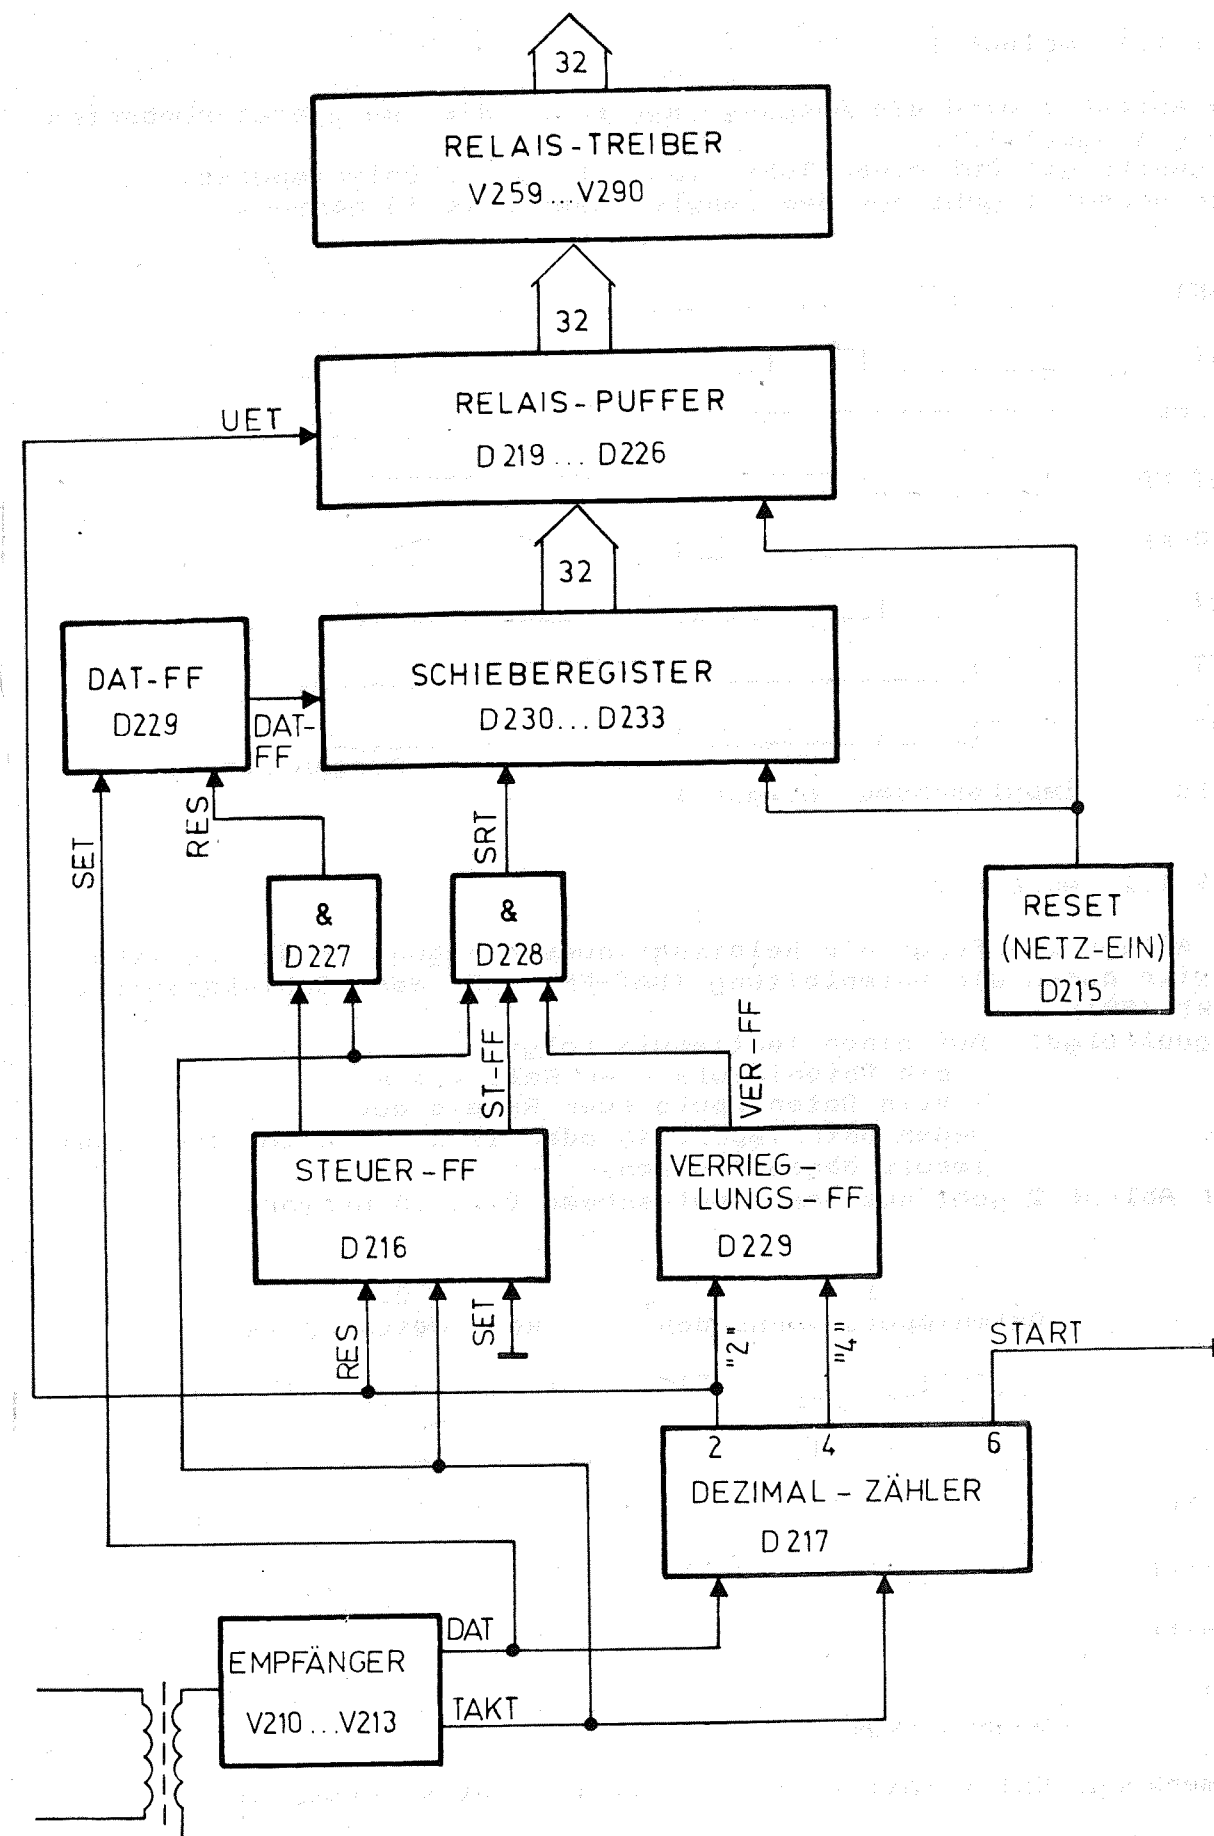 32
RELAIS-TREIBER
V259...V290
32
RELAIS-PUFFER
D219... D226
UET
32
SCHIEBEREGISTER
D230...D233
DAT-FF
D229
DAT-
FF
SET
RES
SRT
&
D227
&
D228
RESET
(NETZ-EIN)
D215
ST-FF
VER-FF
STEUER-FF
D216
VERRIEG-
LUNGS-FF
D229
RES
SET
"2"
"4"
START
2 4 6
DEZIMAL-ZÄHLER
D217
DAT
EMPFÄNGER
V210...V213
TAKT